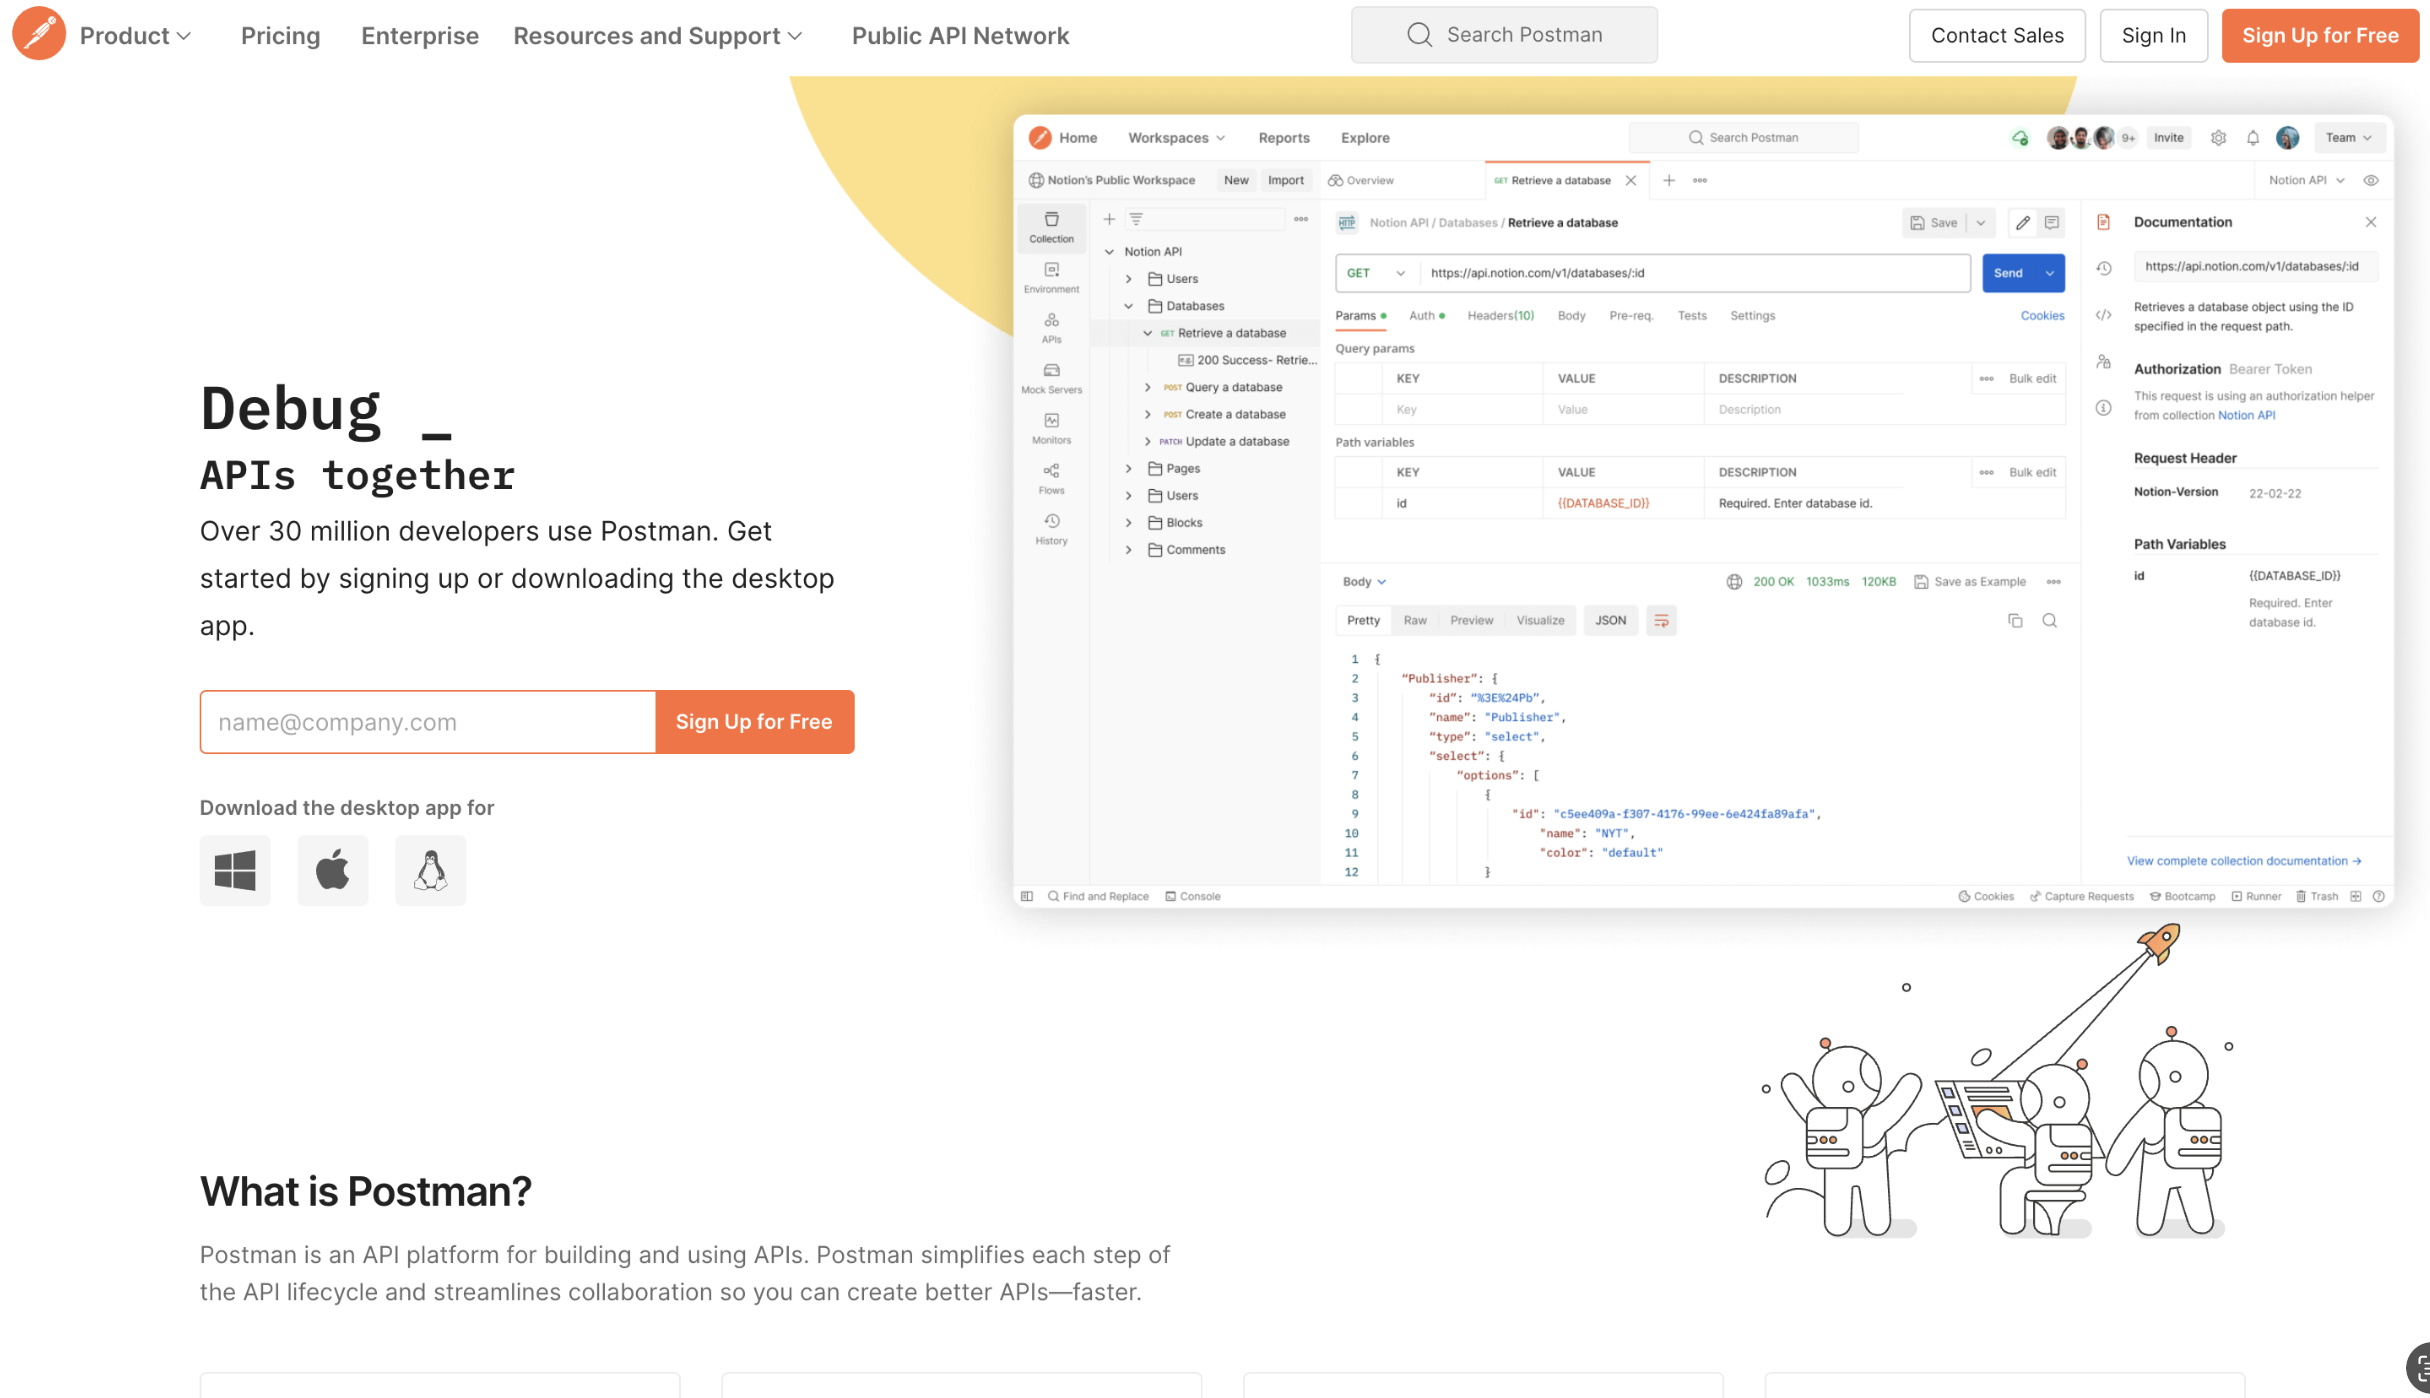 Product
Pricing
Enterprise
Resources and Support
Public API Network
Search Postman
Contact Sales
Sign In
Sign Up for Free
Debug _
APIs together
Over 30 million developers use Postman. Get
started by signing up or downloading the desktop
app.
name@company.com
Sign Up for Free
Download the desktop app for
Home
Workspaces
Reports
Explore
Search Postman
9+
Invite
Team
Notion's Public Workspace
New
Import
Overview
GET Retrieve a database
Notion API
Collection
Environment
APIs
Mock Servers
Monitors
Flows
History
Notion API
Users
Databases
GET Retrieve a database
e.g. 200 Success- Retrie...
POST Query a database
POST Create a database
PATCH Update a database
Pages
Users
Blocks
Comments
HTTP Notion API / Databases / Retrieve a database
Save
GET
https://api.notion.com/v1/databases/:id
Send
Params
Auth
Headers(10)
Body
Pre-req.
Tests
Settings
Cookies
Query params
KEY VALUE DESCRIPTION Bulk edit
Key Value Description
Path variables
KEY VALUE DESCRIPTION Bulk edit
id {{DATABASE_ID}} Required. Enter database id.
Body
200 OK 1033ms 120KB Save as Example
Pretty Raw Preview Visualize JSON
1 {
2 “Publisher”: {
3 “id”: “%3E%24Pb”,
4 “name”: "Publisher",
5 “type”: "select",
6 “select”: {
7 “options”: [
8 {
9 "id": "c5ee409a-f307-4176-99ee-6e424fa89afa",
10 "name": "NYT",
11 "color": "default"
12 }
Documentation
https://api.notion.com/v1/databases/:id
Retrieves a database object using the ID
specified in the request path.
Authorization Bearer Token
This request is using an authorization helper
from collection Notion API
Request Header
Notion-Version 22-02-22
Path Variables
id {{DATABASE_ID}}
Required. Enter
database id.
View complete collection documentation →
Find and Replace
Console
Cookies
Capture Requests
Bootcamp
Runner
Trash
What is Postman?
Postman is an API platform for building and using APIs. Postman simplifies each step of
the API lifecycle and streamlines collaboration so you can create better APIs—faster.